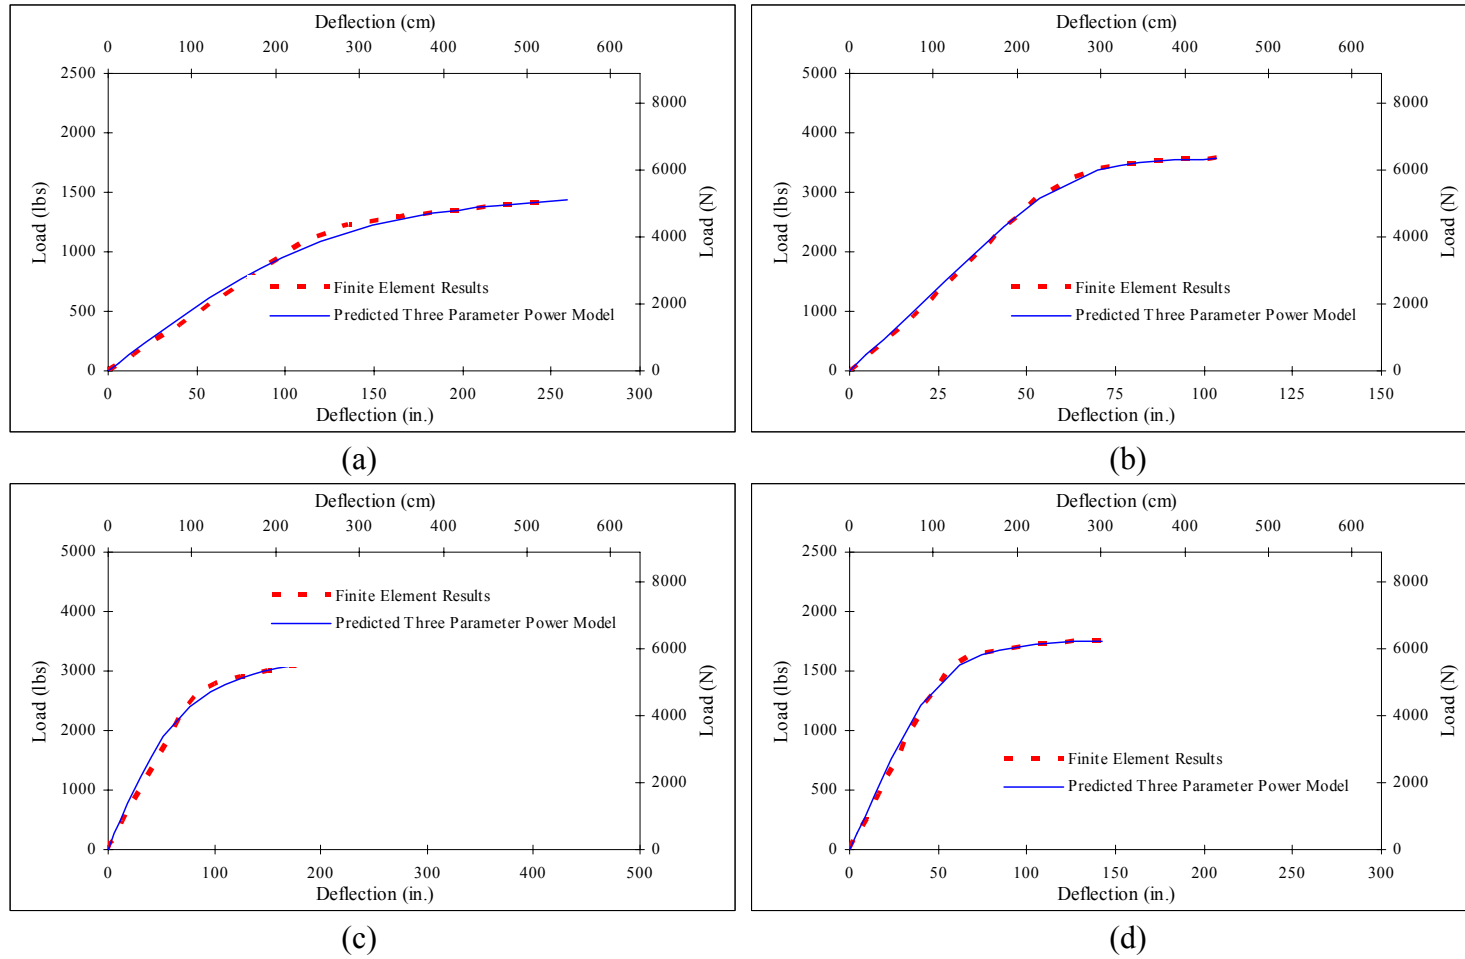 Deflection (cm)
0 100 200 300 400 500 600
2500
2000
1500
1000
500
0
Load (lbs)
8000
6000
4000
2000
0
Load (N)
Finite Element Results
Predicted Three Parameter Power Model
0 50 100 150 200 250 300
Deflection (in.)
(a)
Deflection (cm)
0 100 200 300 400 500 600
5000
4000
3000
2000
1000
0
Load (lbs)
8000
6000
4000
2000
0
Load (N)
Finite Element Results
Predicted Three Parameter Power Model
0 25 50 75 100 125 150
Deflection (in.)
(b)
Deflection (cm)
0 100 200 300 400 500 600
5000
4000
3000
2000
1000
0
Load (lbs)
8000
6000
4000
2000
0
Load (N)
Finite Element Results
Predicted Three Parameter Power Model
0 100 200 300 400 500
Deflection (in.)
(c)
Deflection (cm)
0 100 200 300 400 500 600
2500
2000
1500
1000
500
0
Load (lbs)
8000
6000
4000
2000
0
Load (N)
Finite Element Results
Predicted Three Parameter Power Model
0 50 100 150 200 250 300
Deflection (in.)
(d)